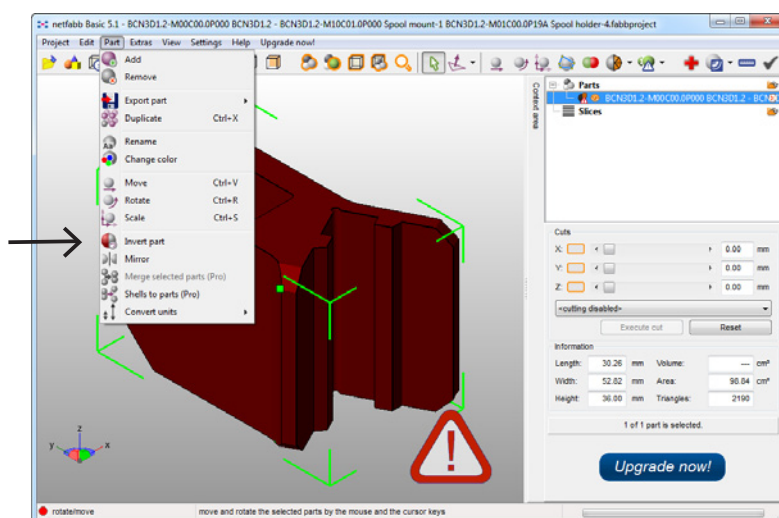 netfabb Basic 5.1 - BCN3D1.2-M00C00.0P000 BCN3D1.2 - BCN3D1.2-M10C01.0P000 Spool mount-1 BCN3D1.2-M01C00.0P19A Spool holder-4.fabbproject
Project Edit Part Extras View Settings Help Upgrade now!
Add
Remove
Export part
Duplicate Ctrl+X
Rename
Change color
Move Ctrl+V
Rotate Ctrl+R
Scale Ctrl+S
Invert part
Mirror
Merge selected parts (Pro)
Shells to parts (Pro)
Convert units
z
y
x
Context area
Parts
BCN3D1.2-M00C00.0P000 BCN3D1.2 -
Slices
Cuts
X: 0.00 mm
Y: 0.00 mm
Z: 0.00 mm
<cutting disabled>
Execute cut Reset
Information
Length: 30.26 mm Volume: --- cm³
Width: 52.82 mm Area: 98.84 cm²
Height: 36.00 mm Triangles: 2190
1 of 1 part is selected.
Upgrade now!
rotate/move move and rotate the selected parts by the mouse and the cursor keys